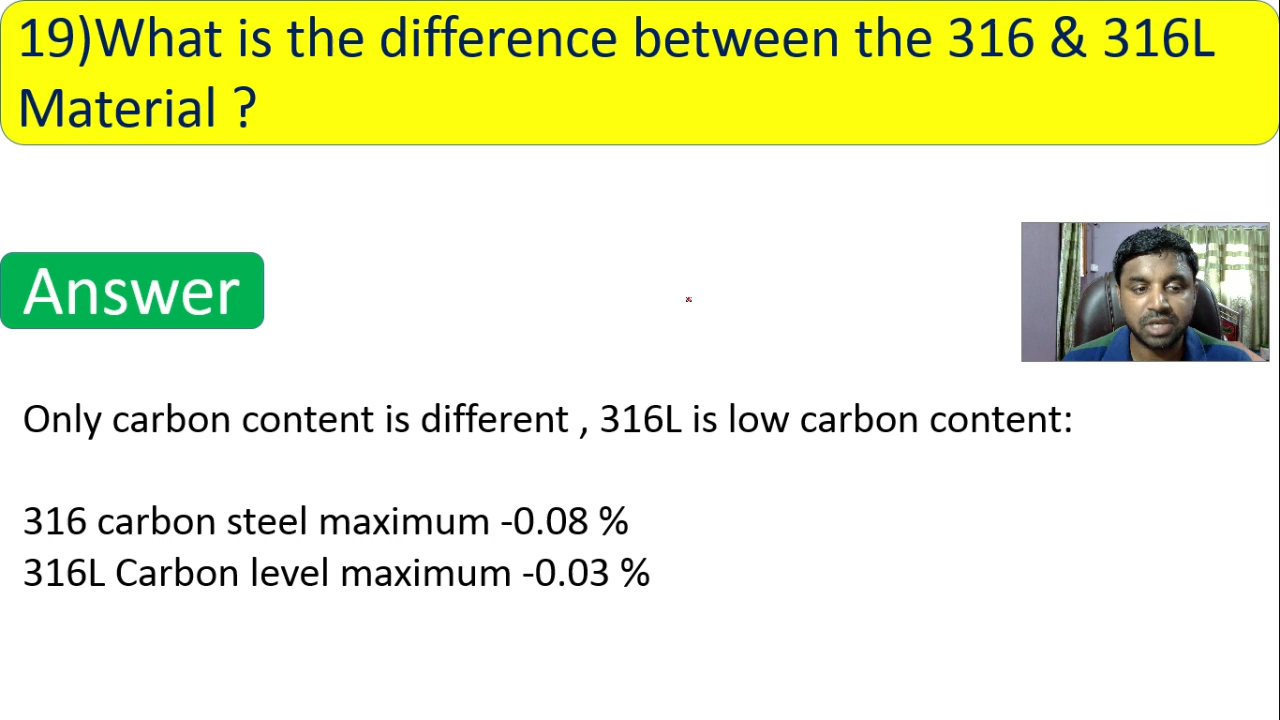 19)What is the difference between the 316 & 316L
Material ?
Answer
Only carbon content is different , 316L is low carbon content:
316 carbon steel maximum -0.08 %
316L Carbon level maximum -0.03 %